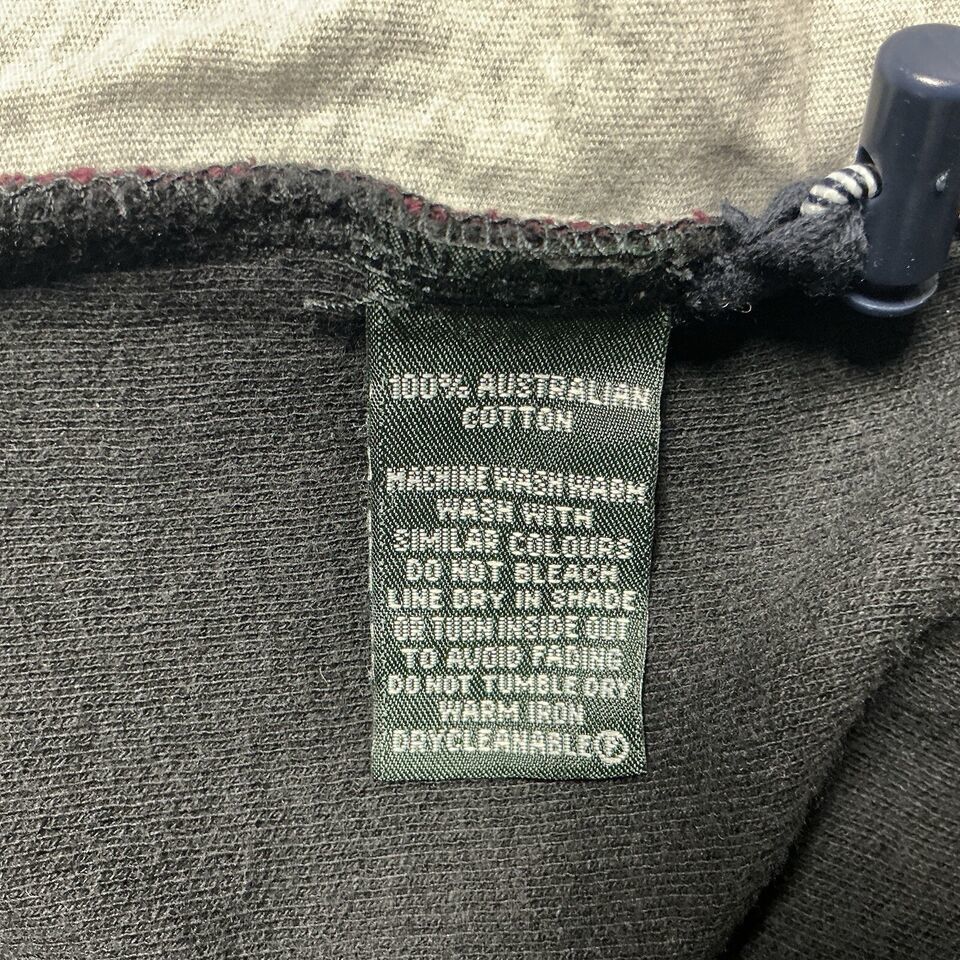 100% AUSTRALIAN
COTTON
MACHINE WASH WARM
WASH WITH
SIMILAR COLOURS
DO NOT BLEACH
LINE DRY IN SHADE
OR TURN INSIDE OUT
TO AVOID FADING
DO NOT TUMBLE DRY
WARM IRON
DRYCLEANABLE Ⓟ